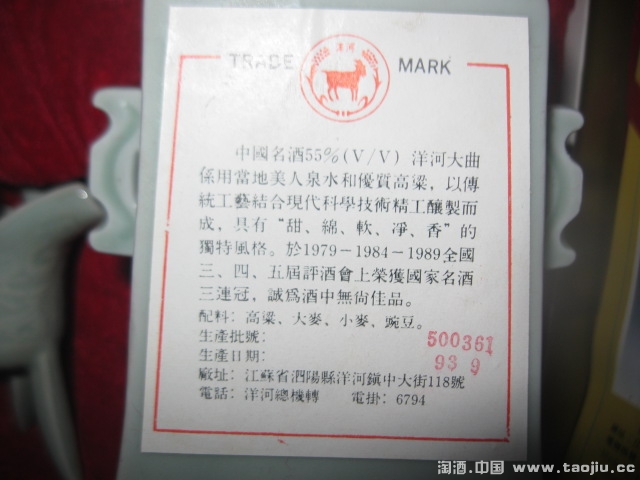 TRADE MARK
洋河
中國名酒55%(V/V) 洋河大曲
係用當地美人泉水和優質高粱，以傳
統工藝結合現代科學技術精工釀製而
成，具有“甜、綿、軟、淨、香”的
獨特風格。於1979－1984－1989全國
三、四、五屆評酒會上榮獲國家名酒
三連冠，誠爲酒中無尙佳品。
配料：高粱、大麥、小麥、豌豆。
生產批號：500361
生產日期：93 9
廠址：江蘇省泗陽縣洋河鎭中大街118號
電話：洋河總機轉 電掛：6794
淘酒.中国 www.taojiu.cc